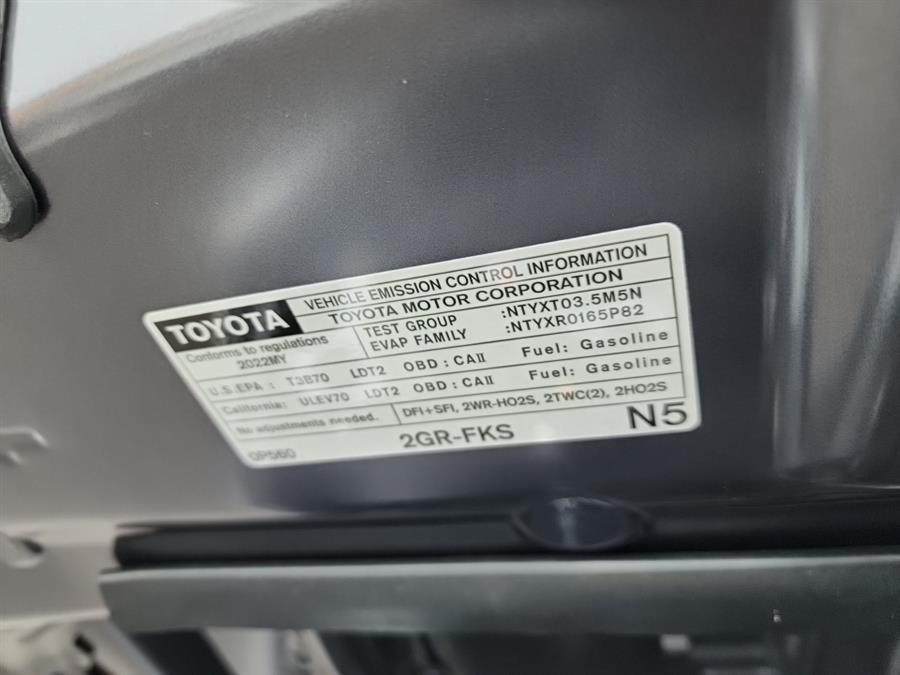 TOYOTA VEHICLE EMISSION CONTROL INFORMATION
TOYOTA MOTOR CORPORATION
Conforms to regulations
2022MY
TEST GROUP :NTYXT03.5M5N
EVAP FAMILY :NTYXR0165P82
U.S.EPA : T3B70 LDT2 OBD : CAII Fuel: Gasoline
California: ULEV70 LDT2 OBD : CAII Fuel: Gasoline
No adjustments needed. DFI+SFI, 2WR-HO2S, 2TWC(2), 2HO2S
0P560 2GR-FKS N5